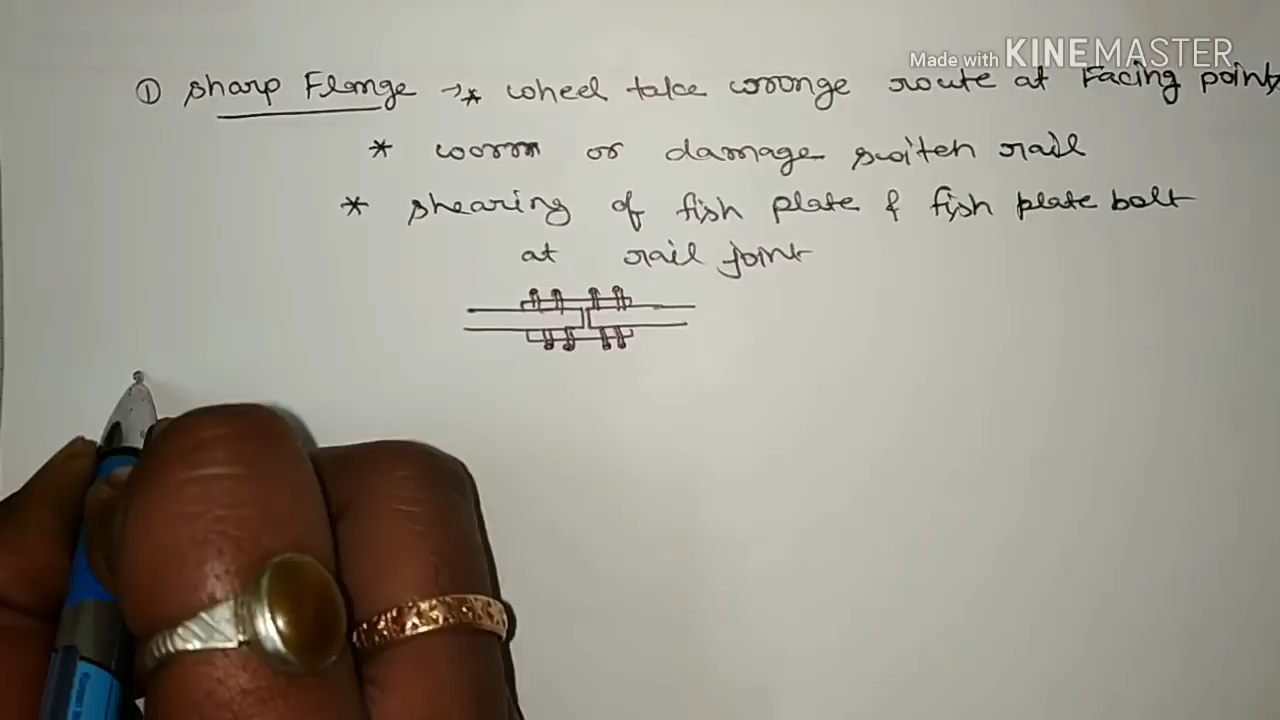 Made with KINEMASTER
① sharp Flange → * wheel take wronge route at Facing point
* worm or damage switch rail
* shearing of fish plate & fish plate bolt
at rail joint